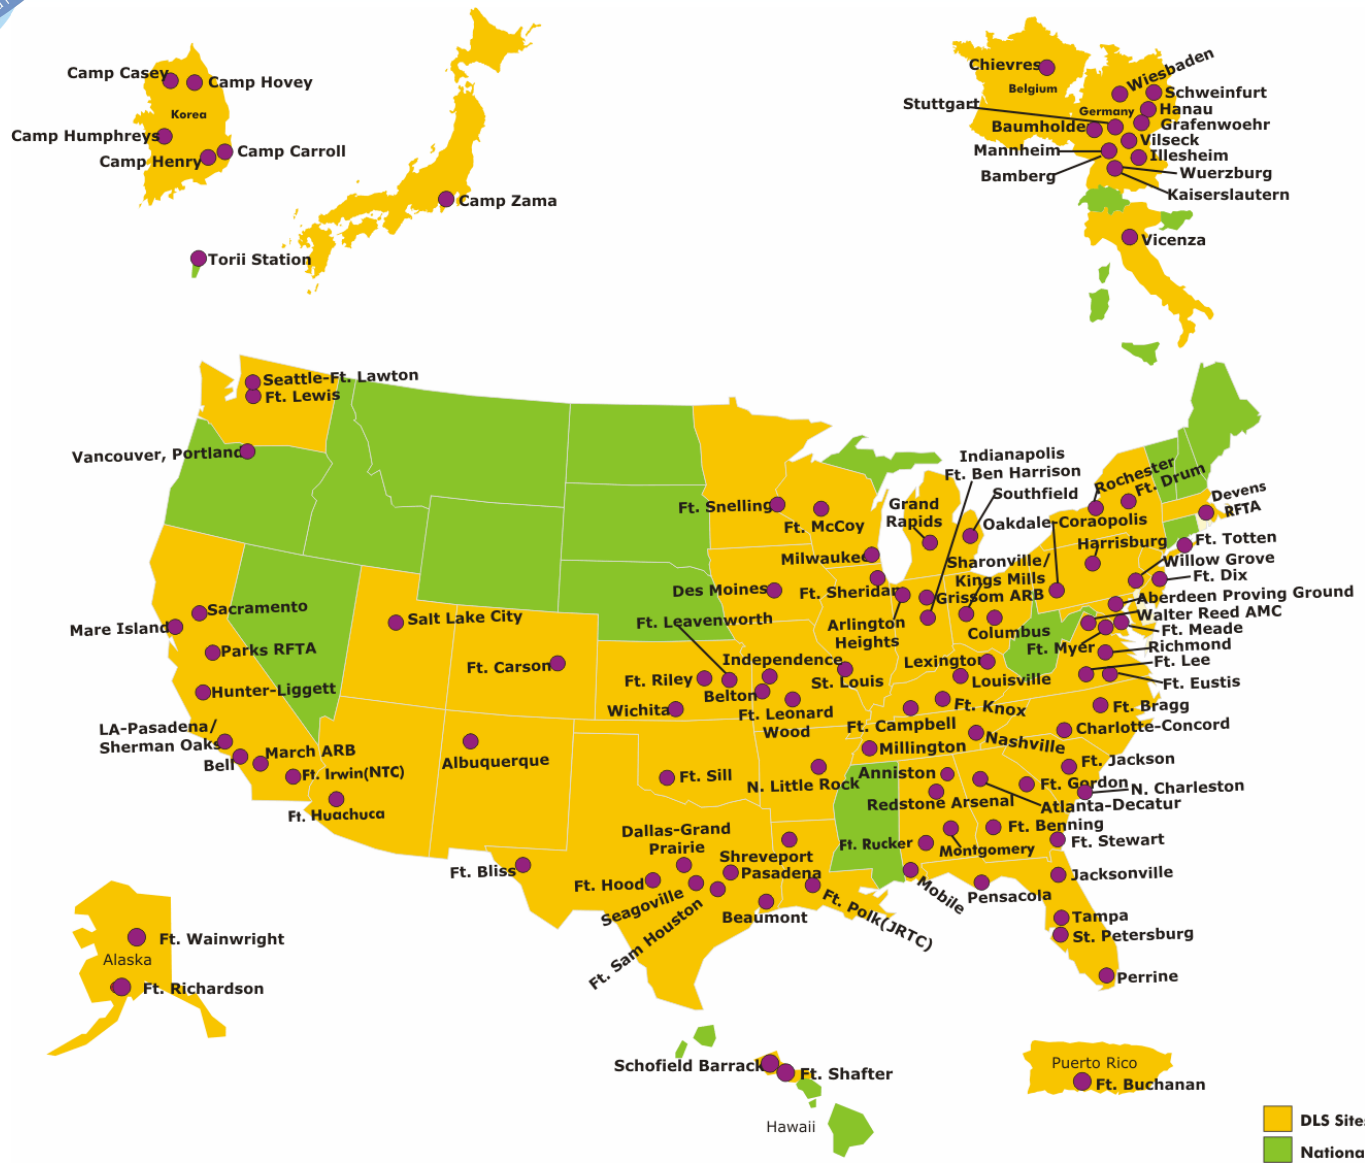 Camp Casey
Camp Hovey
Korea
Camp Humphreys
Camp Henry
Camp Carroll
Camp Zama
Torii Station
Chievres
Belgium
Wiesbaden
Schweinfurt
Stuttgart
Germany
Hanau
Baumholde
Grafenwoehr
Vilseck
Mannheim
Illesheim
Bamberg
Wuerzburg
Kaiserslautern
Vicenza
Seattle-Ft. Lawton
Ft. Lewis
Vancouver, Portland
Sacramento
Mare Island
Parks RFTA
Hunter-Liggett
LA-Pasadena/
Sherman Oaks
Bell
March ARB
Ft. Irwin(NTC)
Ft. Huachuca
Salt Lake City
Ft. Carson
Albuquerque
Ft. Snelling
Ft. McCoy
Milwaukee
Des Moines
Ft. Sheridan
Arlington
Heights
Grand
Rapids
Indianapolis
Ft. Ben Harrison
Southfield
Oakdale-Coraopolis
Sharonville/
Kings Mills
Grissom ARB
Columbus
Rochester
Ft. Drum
Devens
RFTA
Harrisburg
Ft. Totten
Willow Grove
Ft. Dix
Aberdeen Proving Ground
Walter Reed AMC
Ft. Meade
Ft. Myer
Richmond
Ft. Lee
Ft. Eustis
Ft. Bragg
Charlotte-Concord
Ft. Leavenworth
Independence
Ft. Riley
Belton
St. Louis
Wichita
Ft. Leonard
Wood
Lexington
Louisville
Ft. Knox
Ft. Campbell
Nashville
Millington
Ft. Sill
N. Little Rock
Anniston
Redstone Arsenal
Ft. Jackson
Ft. Gordon
N. Charleston
Atlanta-Decatur
Ft. Benning
Ft. Rucker
Montgomery
Ft. Stewart
Dallas-Grand
Prairie
Shreveport
Ft. Bliss
Ft. Hood
Pasadena
Seagoville
Ft. Sam Houston
Beaumont
Ft. Polk(JRTC)
Mobile
Pensacola
Jacksonville
Tampa
St. Petersburg
Perrine
Ft. Wainwright
Alaska
Ft. Richardson
Schofield Barrack
Ft. Shafter
Hawaii
Puerto Rico
Ft. Buchanan
DLS Site
Nationa